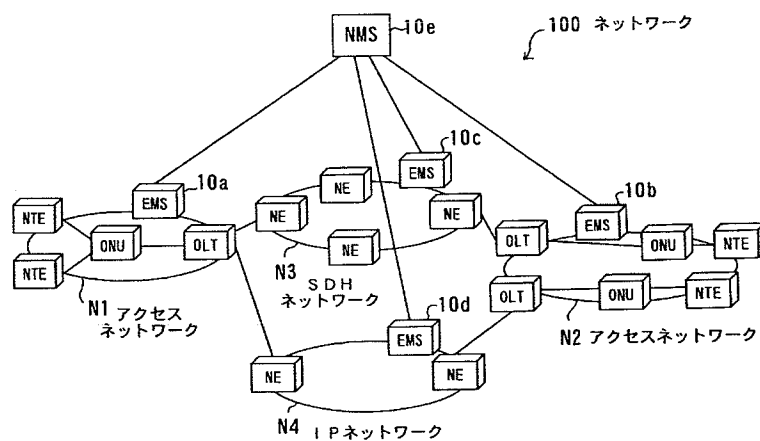 NMS 10e
100 ネットワーク
10c
EMS
10a
EMS
NE
NE
10b
EMS
NTE
NE
NE
OLT
ONU
NTE
ONU
OLT
NTE
NE
N3
SDH
ネットワーク
OLT
ONU
NTE
N1 アクセス
ネットワーク
10d
EMS
N2 アクセスネットワーク
NE
NE
N4 IPネットワーク